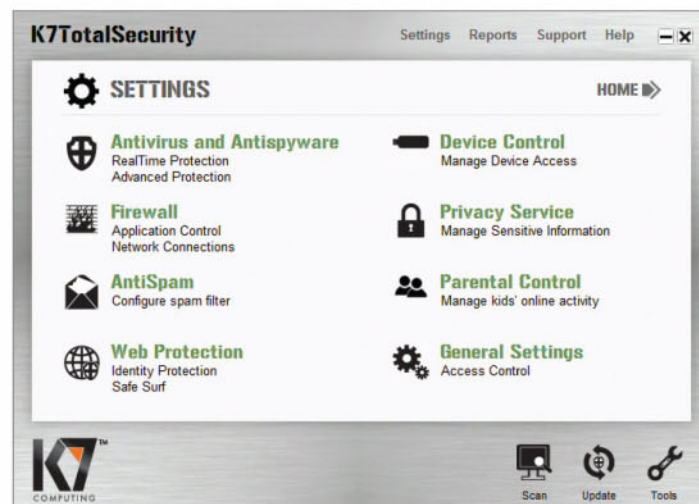 K7TotalSecurity
Settings Reports Support Help
SETTINGS
HOME
Antivirus and Antispyware
RealTime Protection
Advanced Protection
Device Control
Manage Device Access
Firewall
Application Control
Network Connections
Privacy Service
Manage Sensitive Information
AntiSpam
Configure spam filter
Parental Control
Manage kids' online activity
Web Protection
Identity Protection
Safe Surf
General Settings
Access Control
K7 TM
COMPUTING
Scan Update Tools